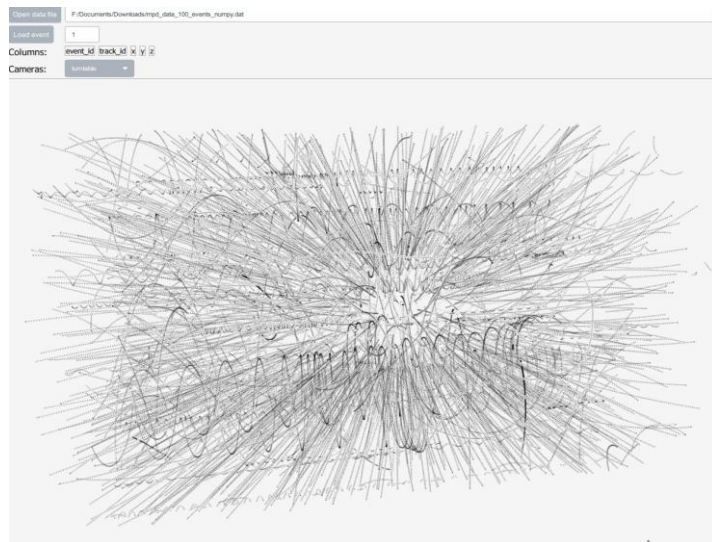 Open data file F:/Documents/Downloads/mpd_data_100_events_numpy.dat
Load event 1
Columns: event_id track_id x y z
Cameras: turntable